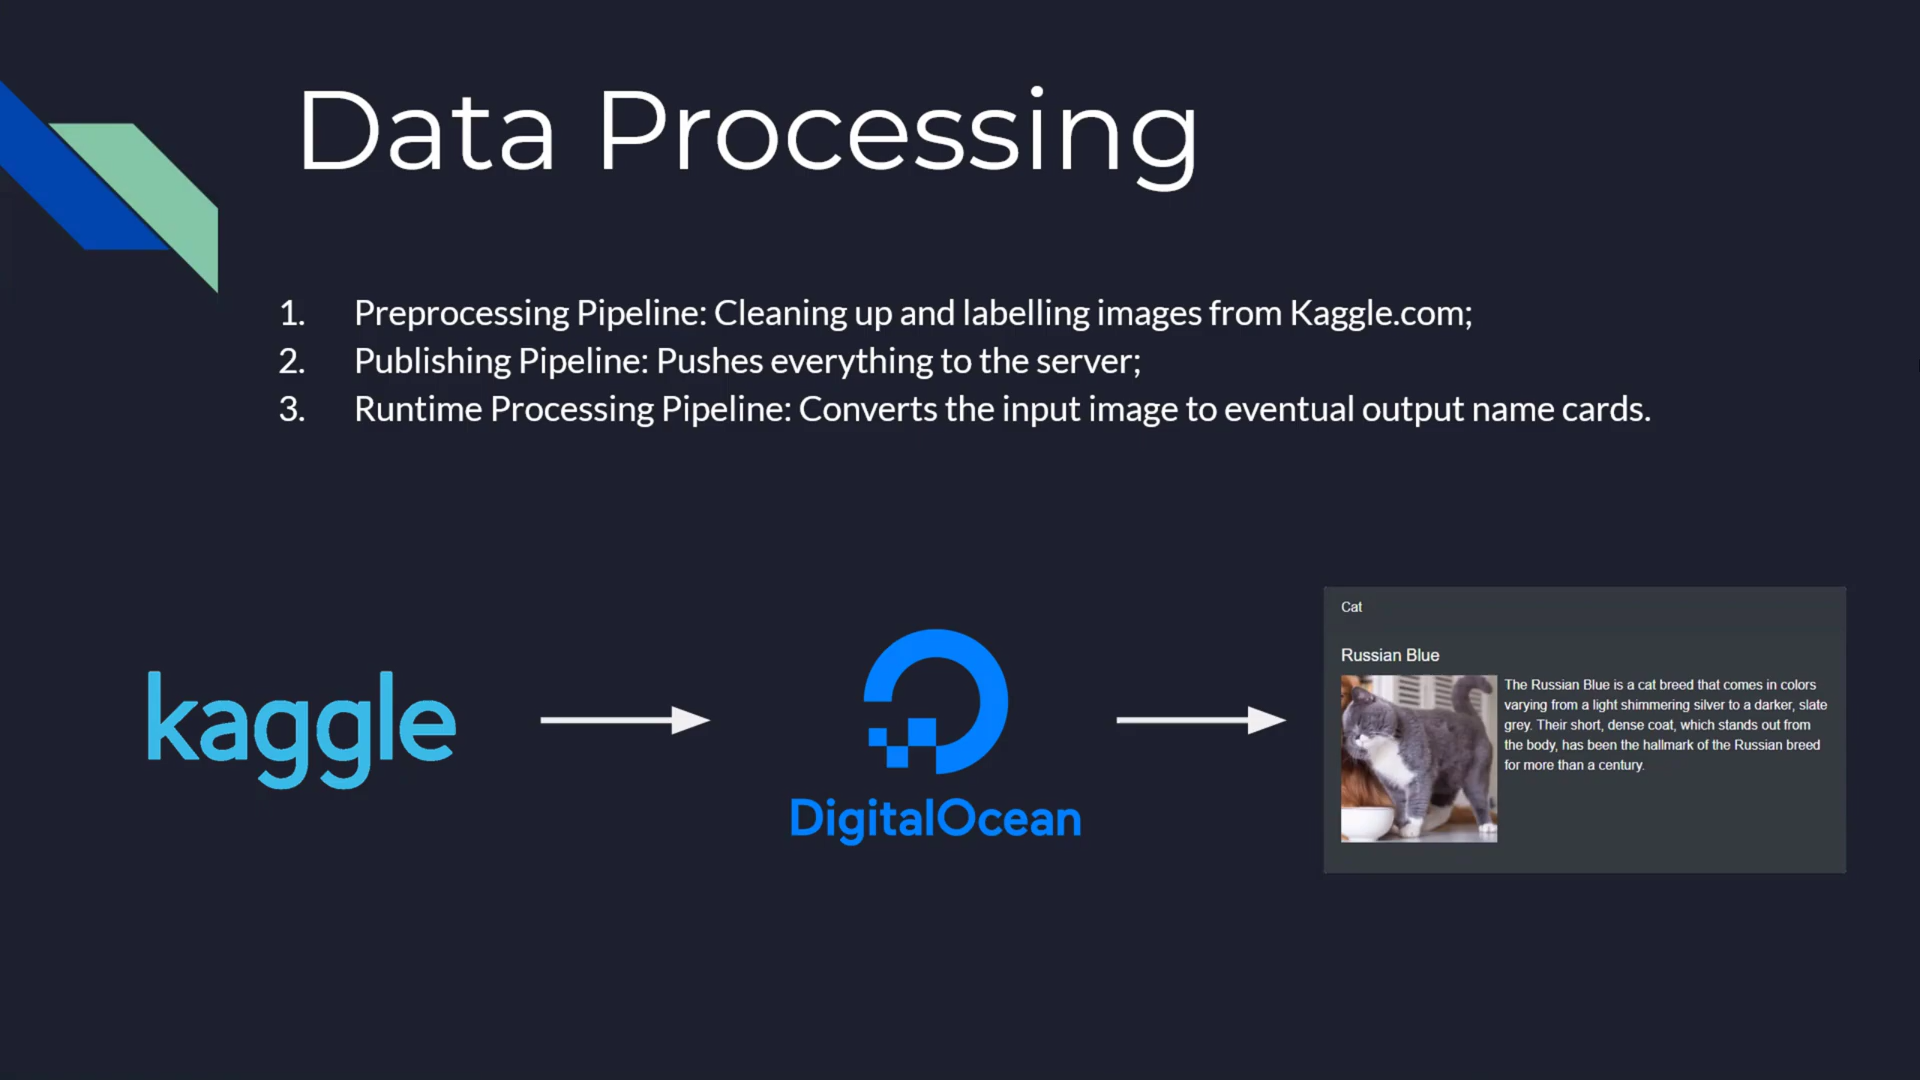 Data Processing
1. Preprocessing Pipeline: Cleaning up and labelling images from Kaggle.com;
2. Publishing Pipeline: Pushes everything to the server;
3. Runtime Processing Pipeline: Converts the input image to eventual output name cards.
kaggle
DigitalOcean
Cat
Russian Blue
The Russian Blue is a cat breed that comes in colors
varying from a light shimmering silver to a darker, slate
grey. Their short, dense coat, which stands out from
the body, has been the hallmark of the Russian breed
for more than a century.